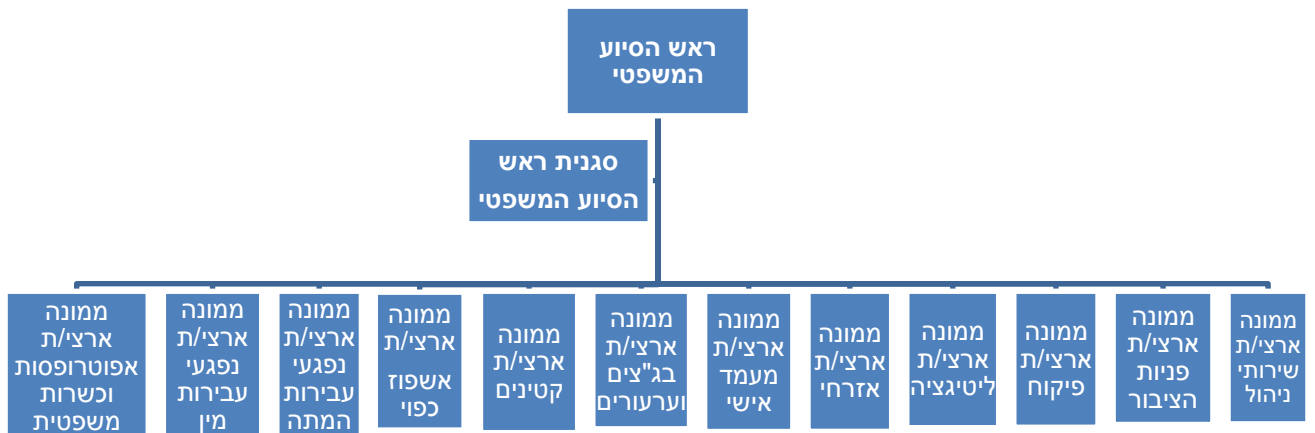 ראש הסיוע
המשפטי
סגנית ראש
הסיוע המשפטי
ממונה
ארצי/ת
שירותי
ניהול
ממונה
ארצי/ת
פניות
הציבור
ממונה
ארצי/ת
פיקוח
ממונה
ארצי/ת
ליטיגציה
ממונה
ארצי/ת
אזרחי
ממונה
ארצי/ת
מעמד
אישי
ממונה
ארצי/ת
בג"צים
וערעורים
ממונה
ארצי/ת
קטינים
ממונה
ארצי/ת
אשפוז
כפוי
ממונה
ארצי/ת
נפגעי
עבירות
המתה
ממונה
ארצי/ת
נפגעי
עבירות
מין
ממונה
ארצי/ת
אפוטרופסות
וכשרות
משפטית